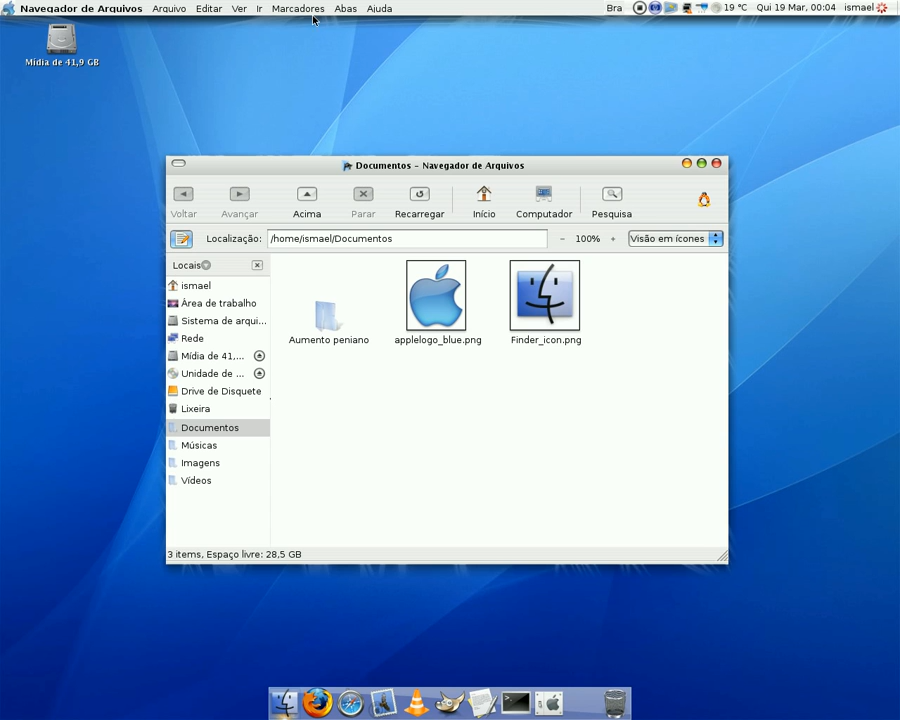 Navegador de Arquivos Arquivo Editar Ver Ir Marcadores Abas Ajuda Bra 19 °C Qui 19 Mar, 00:04 ismael
Mídia de 41,9 GB
Documentos - Navegador de Arquivos
Voltar Avançar Acima Parar Recarregar Início Computador Pesquisa
Localização: /home/ismael/Documentos 100% Visão em ícones
Locais
ismael
Área de trabalho
Sistema de arqui...
Rede
Mídia de 41,...
Unidade de ...
Drive de Disquete
Lixeira
Documentos
Músicas
Imagens
Vídeos
Aumento peniano applelogo_blue.png Finder_icon.png
3 itens, Espaço livre: 28,5 GB